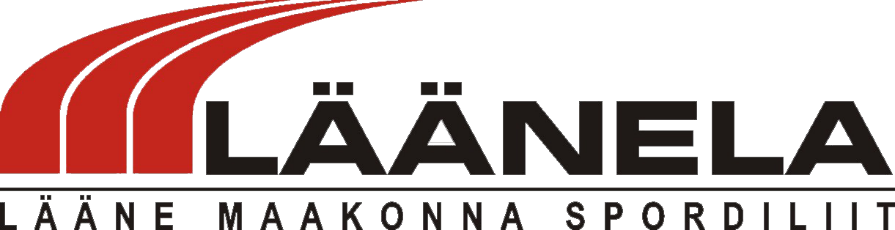 LÄÄNELA
LÄÄNE MAAKONNA SPORDILIIT